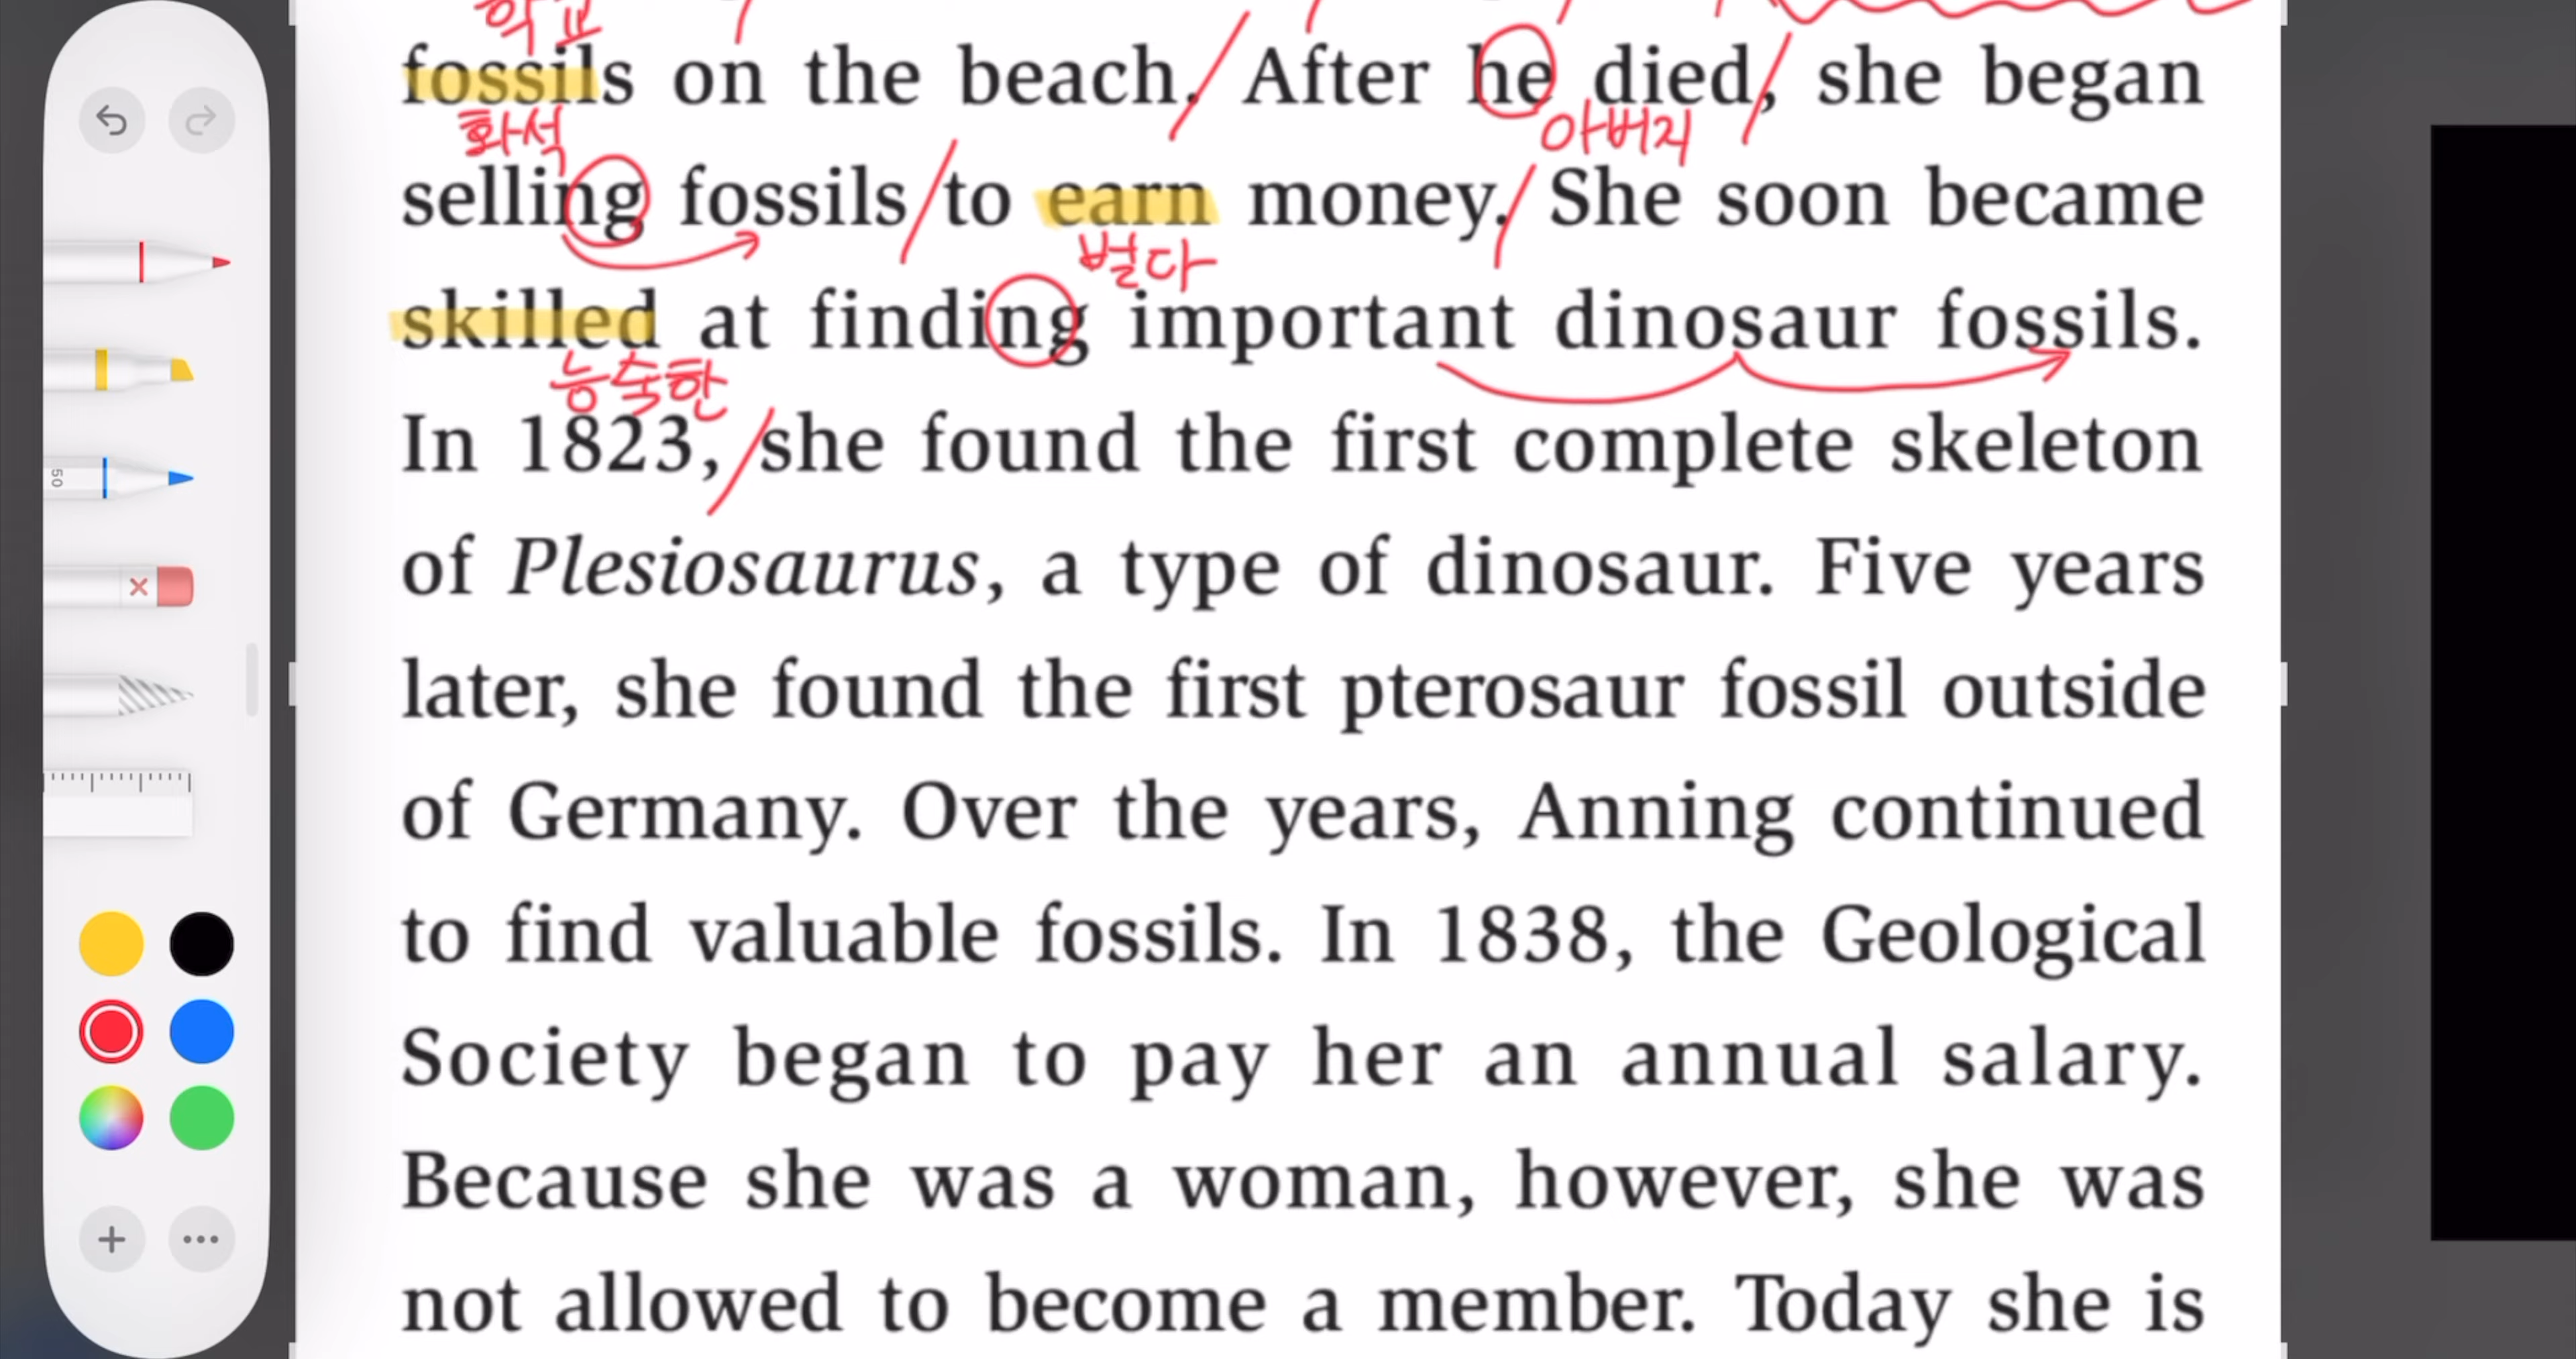 학교
fossils on the beach. After he died, she began
화석 아버지
selling fossils to earn money. She soon became
벌다
skilled at finding important dinosaur fossils.
능숙한
In 1823, she found the first complete skeleton
of Plesiosaurus, a type of dinosaur. Five years
later, she found the first pterosaur fossil outside
of Germany. Over the years, Anning continued
to find valuable fossils. In 1838, the Geological
Society began to pay her an annual salary.
Because she was a woman, however, she was
not allowed to become a member. Today she is
50